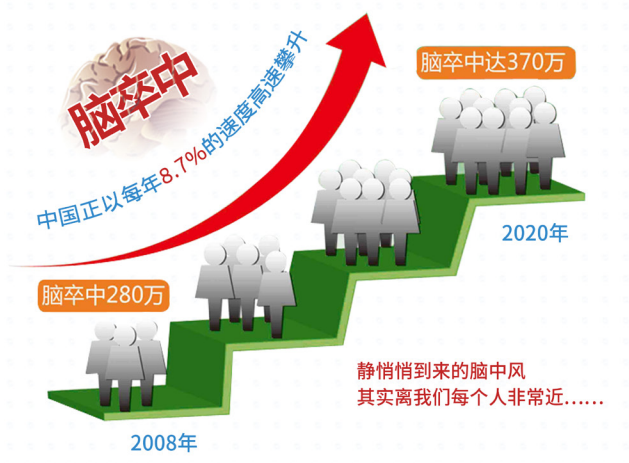 脑卒中
中国正以每年8.7%的速度高速攀升
脑卒中达370万
2020年
脑卒中280万
静悄悄到来的脑中风
其实离我们每个人非常近……
2008年